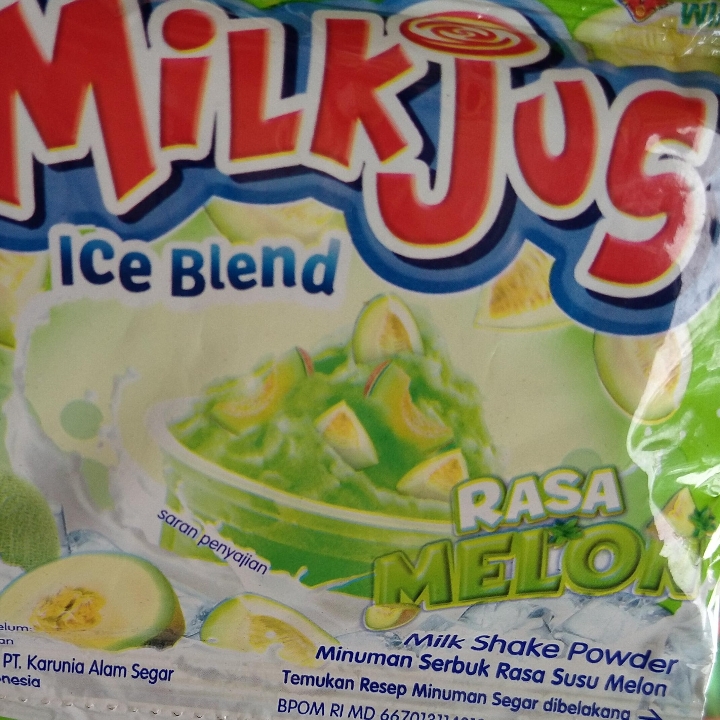 MilkJus
Ice Blend
saran penyajian
RASA
MELON
Milk Shake Powder
Minuman Serbuk Rasa Susu Melon
Temukan Resep Minuman Segar dibelakang
PT. Karunia Alam Segar
BPOM RI MD